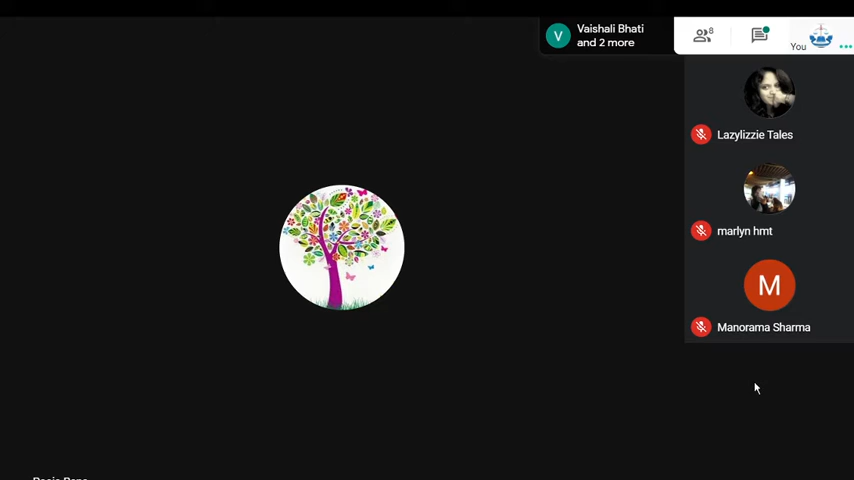 V
Vaishali Bhati
and 2 more
8
You
Lazylizzie Tales
marlyn hmt
M
Manorama Sharma